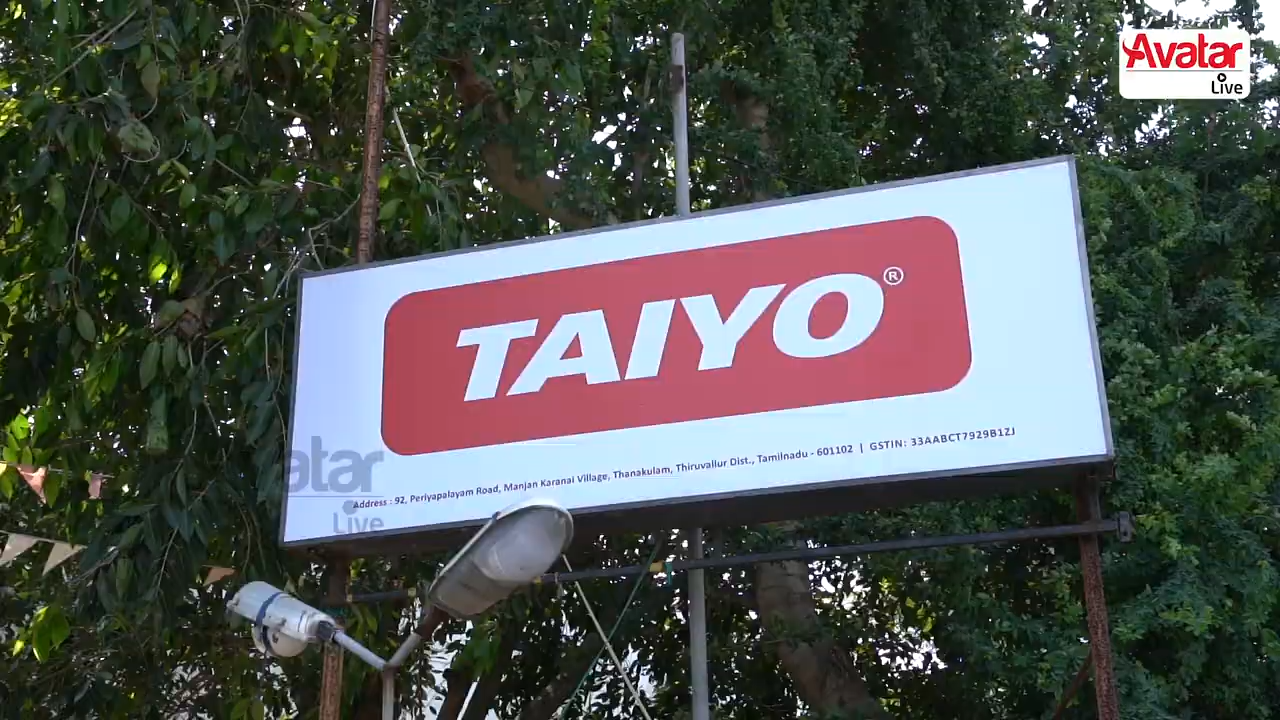 Avatar
Live
TAIYO®
Address : 92, Periyapalayam Road, Manjan Karanai Village, Thanakulam, Thiruvallur Dist., Tamilnadu - 601102 | GSTIN: 33AABCT7929B1ZJ
atar
Live